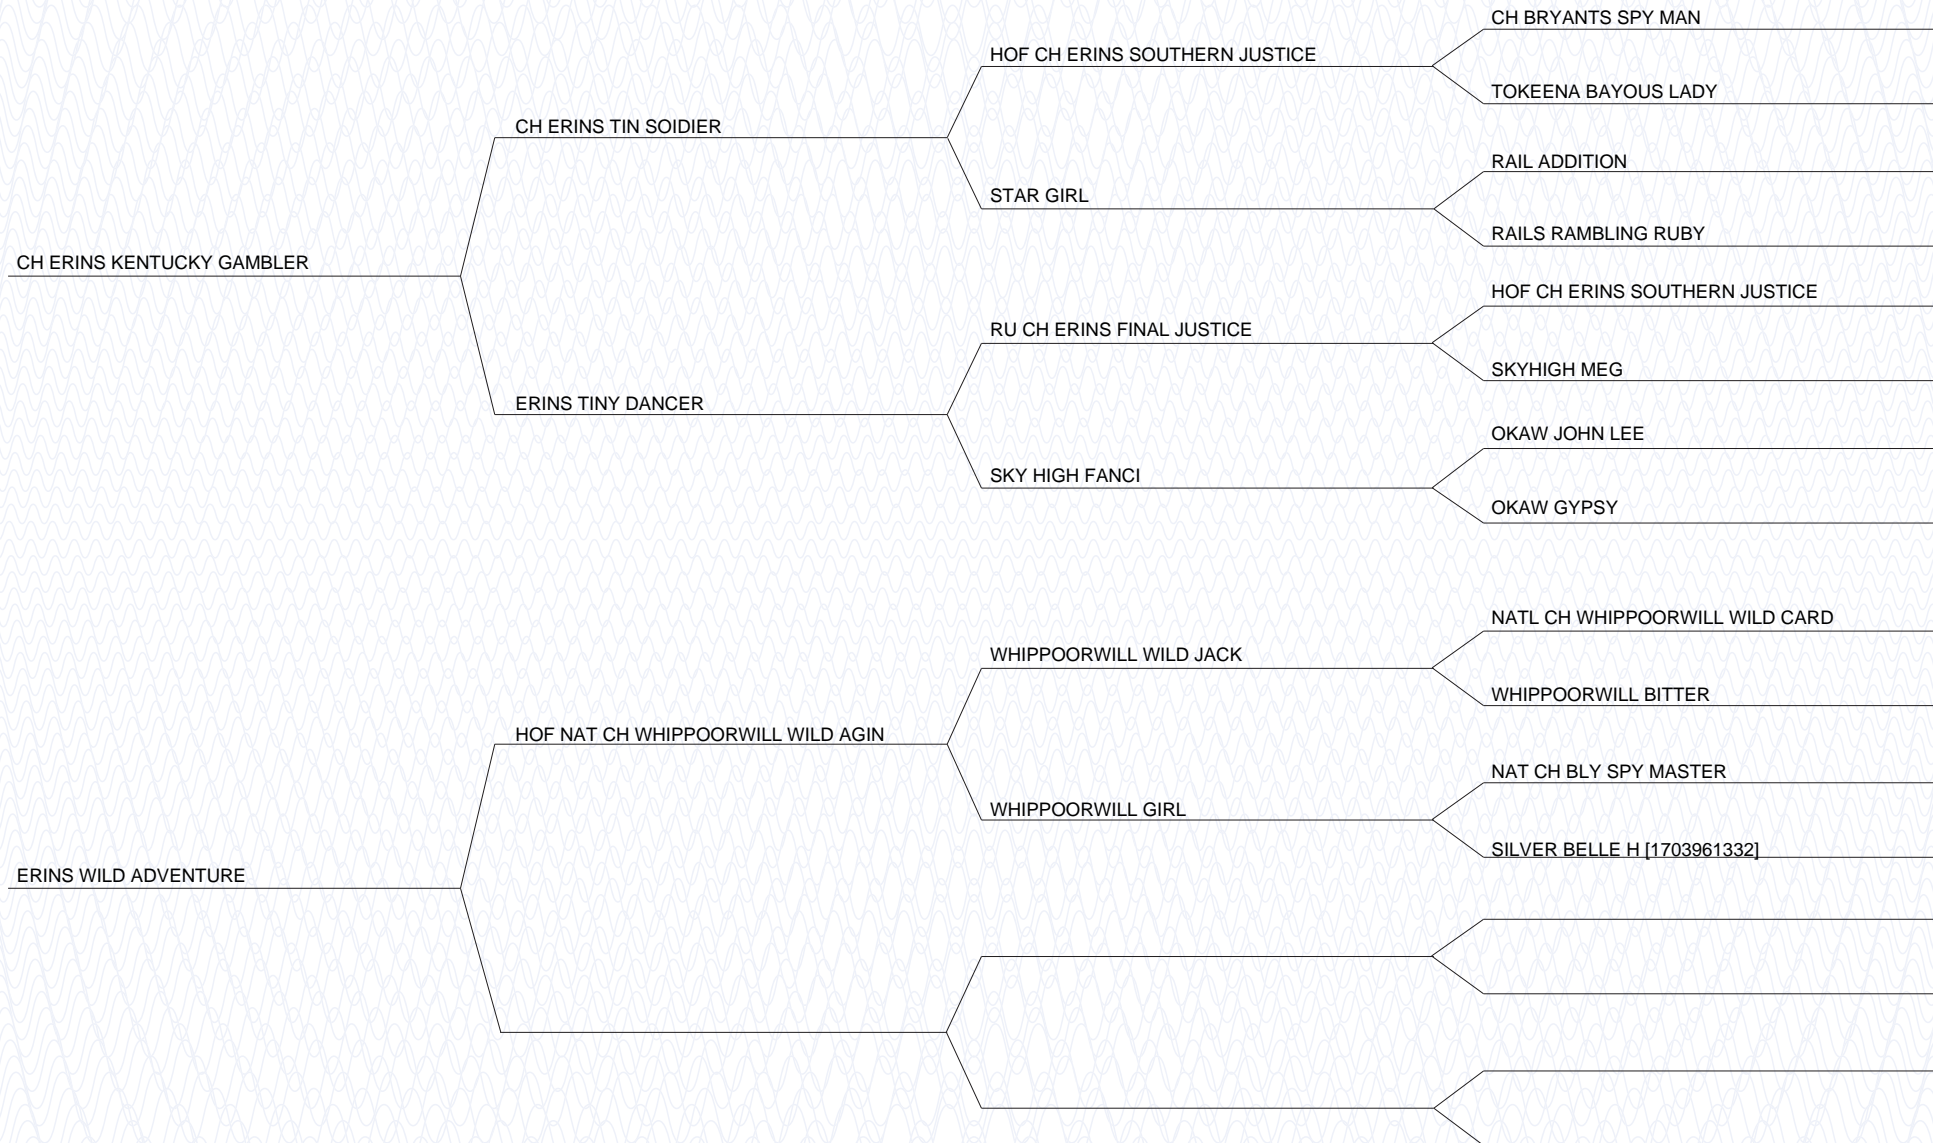 CH BRYANTS SPY MAN
HOF CH ERINS SOUTHERN JUSTICE
TOKEENA BAYOUS LADY
CH ERINS TIN SOIDIER
RAIL ADDITION
STAR GIRL
RAILS RAMBLING RUBY
CH ERINS KENTUCKY GAMBLER
HOF CH ERINS SOUTHERN JUSTICE
RU CH ERINS FINAL JUSTICE
SKYHIGH MEG
ERINS TINY DANCER
OKAW JOHN LEE
SKY HIGH FANCI
OKAW GYPSY
NATL CH WHIPPOORWILL WILD CARD
WHIPPOORWILL WILD JACK
WHIPPOORWILL BITTER
HOF NAT CH WHIPPOORWILL WILD AGIN
NAT CH BLY SPY MASTER
WHIPPOORWILL GIRL
SILVER BELLE H [1703961332]
ERINS WILD ADVENTURE